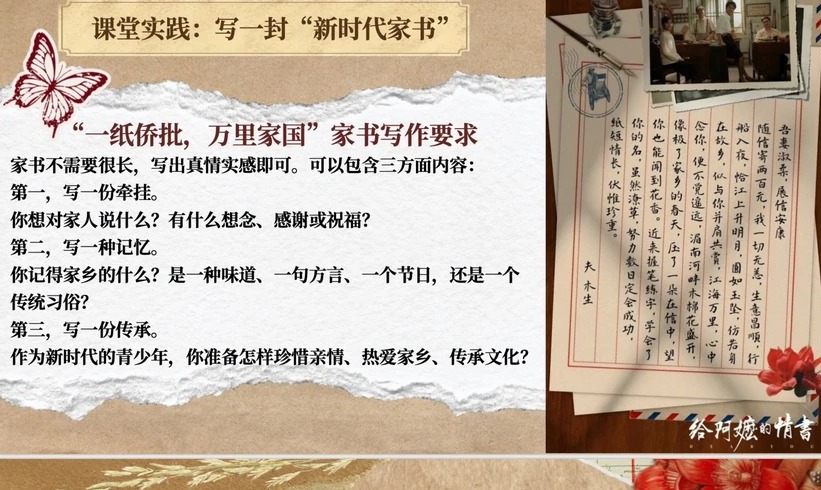 课堂实践：写一封“新时代家书”
“一纸侨批，万里家国”家书写作要求
家书不需要很长，写出真情实感即可。可以包含三方面内容：
第一，写一份牵挂。
你想对家人说什么？有什么想念、感谢或祝福？
第二，写一种记忆。
你记得家乡的什么？是一种味道、一句方言、一个节日，还是一个
传统习俗？
第三，写一份传承。
作为新时代的青少年，你准备怎样珍惜亲情、热爱家乡、传承文化？
吾妻淑柔，展信安康
随信寄两百元，我一切无恙，生意昌顺，行
船入夜，恰江上升明月，圆如玉坠，仿若身
在故乡，似与你并肩共赏，江海万里，心中
念你，便不觉遥远，湄南河畔木棉花盛开，
像极了家乡的春天，压了一朵在信中，望
你也能闻到花香。近来握笔练字，学会了
你的名，虽然潦草，努力数日定会成功，
纸短情长，伏惟珍重。
夫 木生
给阿嬷的情書